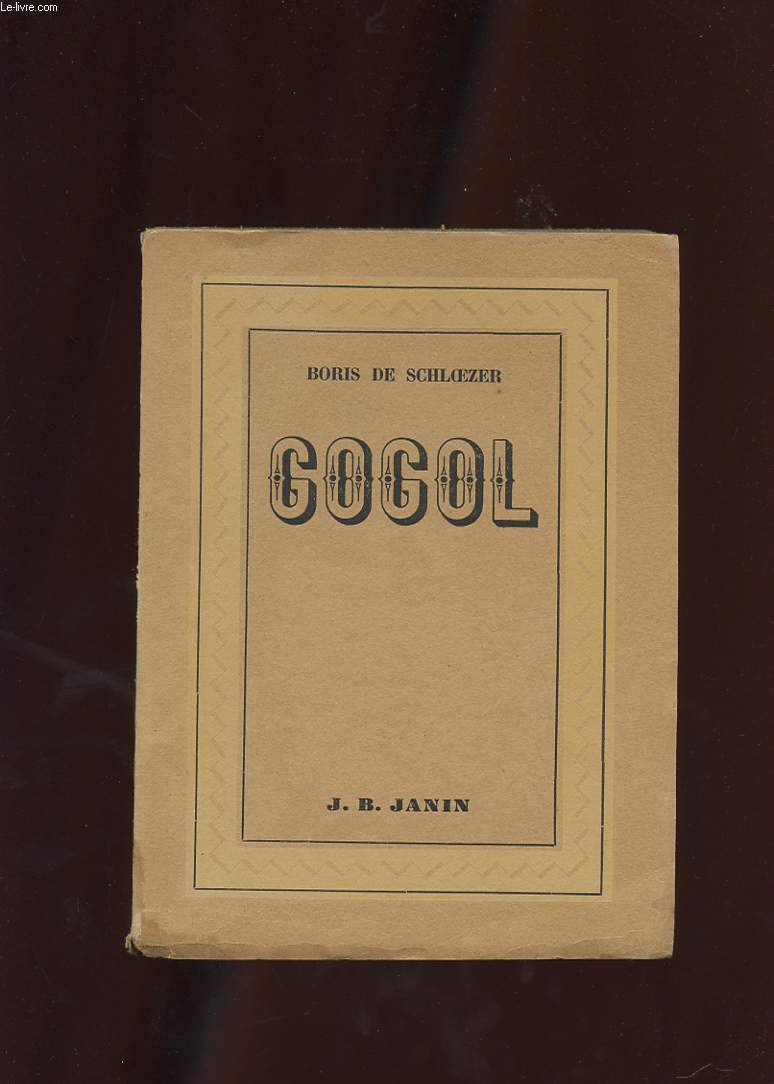 Le-livre.com
BORIS DE SCHLŒZER
GOGOL
J. B. JANIN